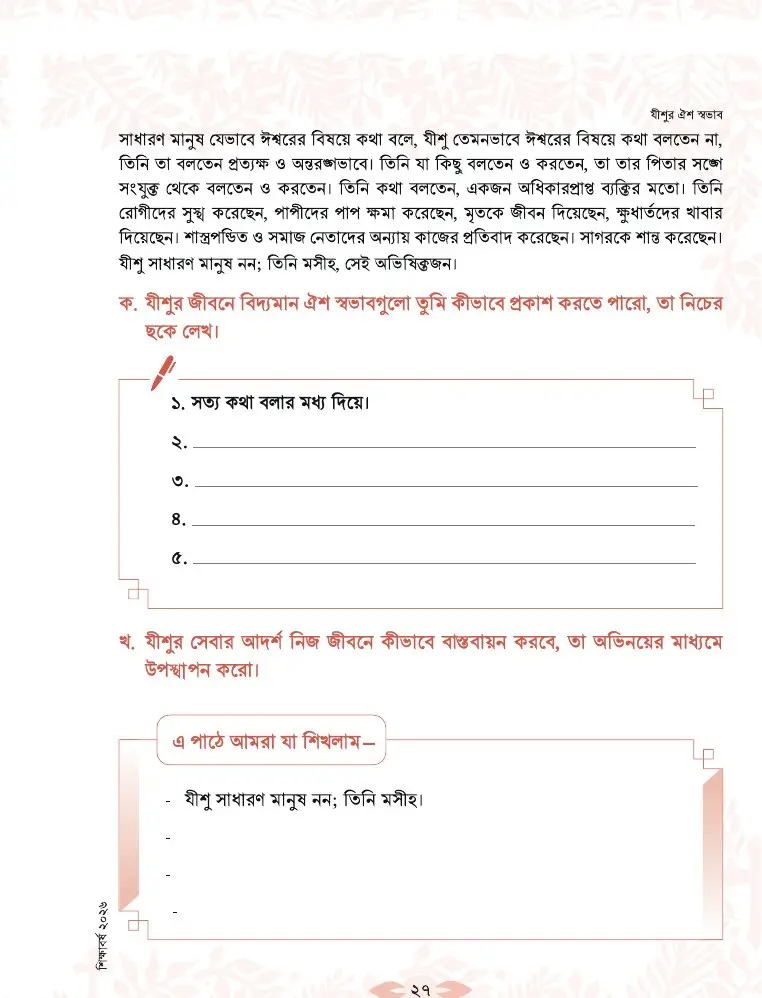 যীশুর ঐশ স্বভাব
সাধারণ মানুষ যেভাবে ঈশ্বরের বিষয়ে কথা বলে, যীশু তেমনভাবে ঈশ্বরের বিষয়ে কথা বলতেন না,
তিনি তা বলতেন প্রত্যক্ষ ও অন্তরঙ্গভাবে। তিনি যা কিছু বলতেন ও করতেন, তা তার পিতার সঙ্গে
সংযুক্ত থেকে বলতেন ও করতেন। তিনি কথা বলতেন, একজন অধিকারপ্রাপ্ত ব্যক্তির মতো। তিনি
রোগীদের সুস্থ করেছেন, পাপীদের পাপ ক্ষমা করেছেন, মৃতকে জীবন দিয়েছেন, ক্ষুধার্তদের খাবার
দিয়েছেন। শাস্ত্রপণ্ডিত ও সমাজ নেতাদের অন্যায় কাজের প্রতিবাদ করেছেন। সাগরকে শান্ত করেছেন।
যীশু সাধারণ মানুষ নন; তিনি মসীহ, সেই অভিষিক্তজন।
ক. যীশুর জীবনে বিদ্যমান ঐশ স্বভাবগুলো তুমি কীভাবে প্রকাশ করতে পারো, তা নিচের
ছকে লেখ।
১. সত্য কথা বলার মধ্য দিয়ে।
২.
৩.
৪.
৫.
খ. যীশুর সেবার আদর্শ নিজ জীবনে কীভাবে বাস্তবায়ন করবে, তা অভিনয়ের মাধ্যমে
উপস্থাপন করো।
এ পাঠে আমরা যা শিখলাম–
- যীশু সাধারণ মানুষ নন; তিনি মসীহ।
-
-
-
শিক্ষাবর্ষ ২০২৬
২৭